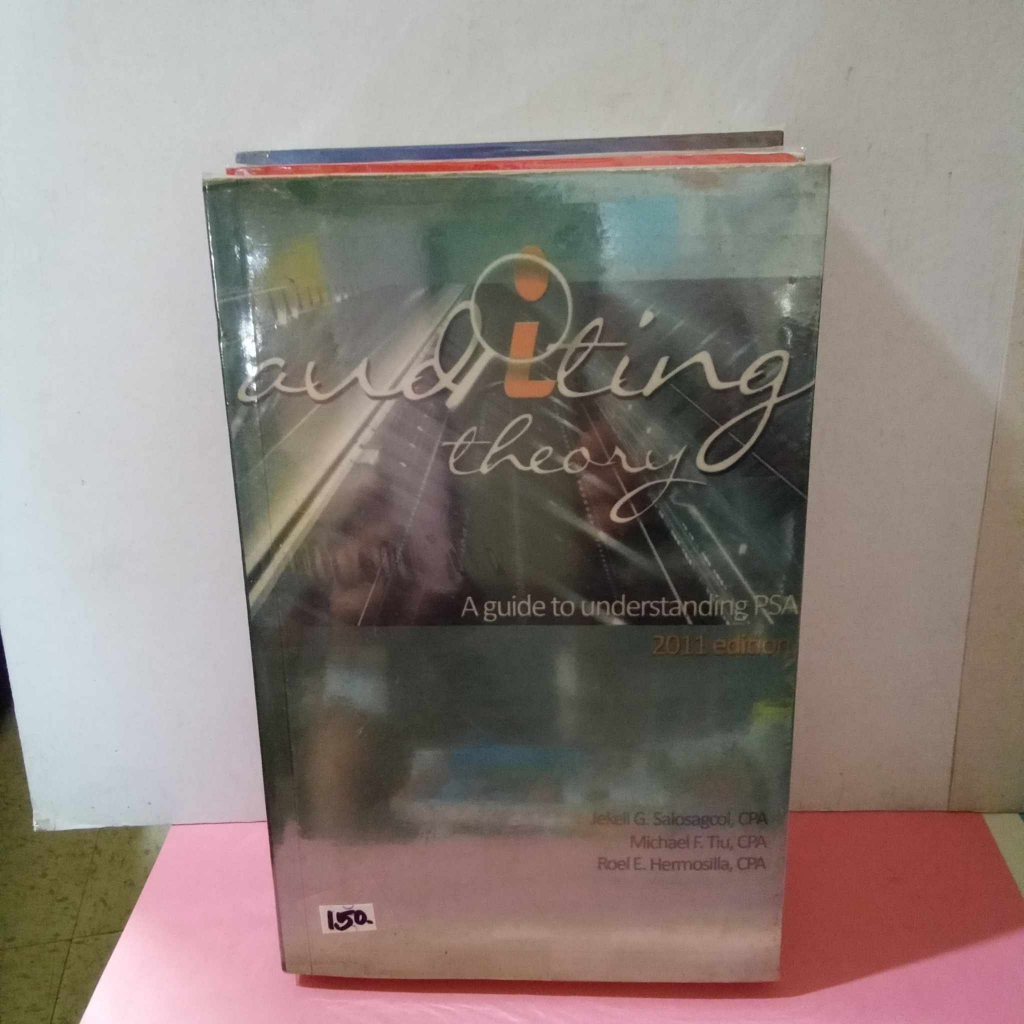 auditing
theory
A guide to understanding PSA
2011 edition
Jekell G. Salosagcol, CPA
Michael F. Tiu, CPA
Roel E. Hermosilla, CPA
150.